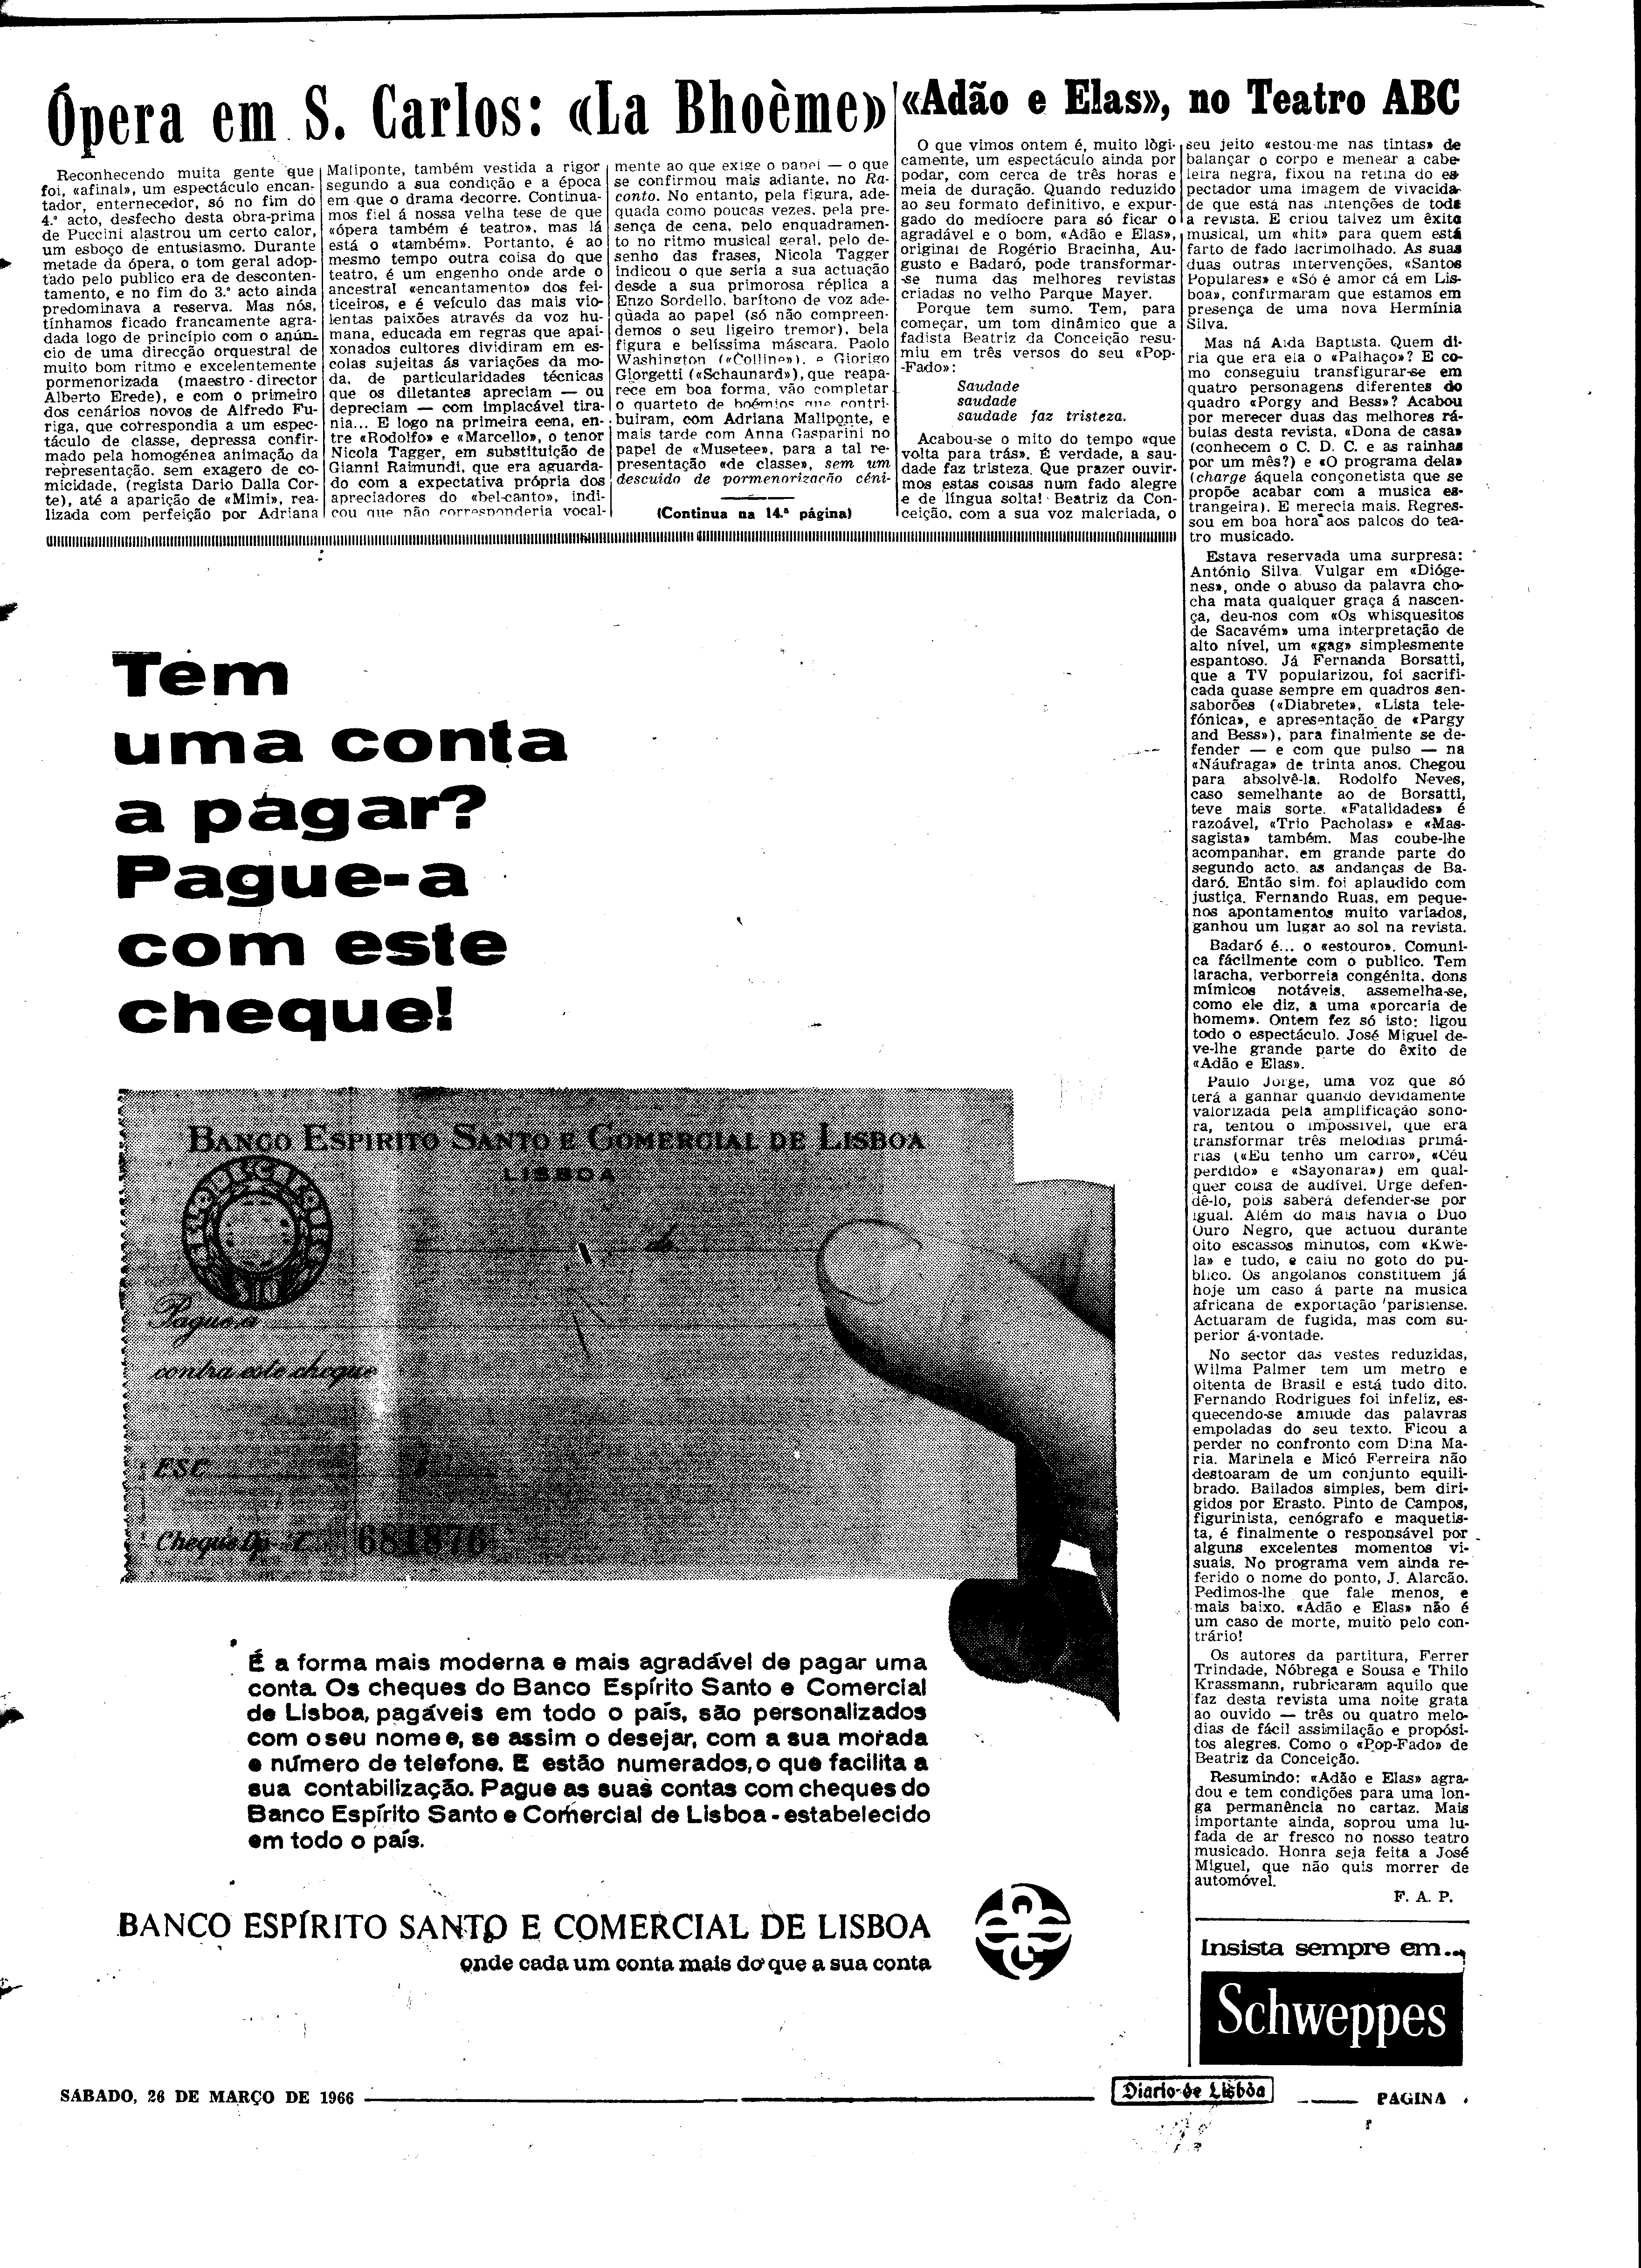 Ópera em S. Carlos: «La Bhoème»
Reconhecendo muita gente que
foi, «afinal», um espectáculo encan-
tador, enternecedor, só no fim do
4.º acto, desfecho desta obra-prima
de Puccini alastrou um certo calor,
um esboço de entusiasmo. Durante
metade da ópera, o tom geral adop-
tado pelo publico era de desconten-
tamento, e no fim do 3.º acto ainda
predominava a reserva. Mas nós,
tínhamos ficado francamente agra-
dada logo de princípio com o anún-
cio de uma direcção orquestral de
muito bom ritmo e excelentemente
pormenorizada (maestro-director
Alberto Erede), e com o primeiro
dos cenários novos de Alfredo Fu-
riga, que correspondia a um espec-
táculo de classe, depressa confir-
mado pela homogénea animação da
representação, sem exagero de co-
micidade, (regista Dario Dalla Cor-
te), até a aparição de «Mimi», rea-
lizada com perfeição por Adriana
Maliponte, também vestida a rigor
segundo a sua condição e a época
em que o drama decorre. Continua-
mos fiel á nossa velha tese de que
«ópera também é teatro», mas lá
está o «também». Portanto, é ao
mesmo tempo outra coisa do que
teatro, é um engenho onde arde o
ancestral «encantamento» dos fei-
ticeiros, e é veículo das mais vio-
lentas paixões através da voz hu-
mana, educada em regras que apai-
xonados cultores dividiram em es-
colas sujeitas ás variações da mo-
da, de particularidades técnicas
que os diletantes apreciam — ou
depreciam — com implacável tira-
nia... E logo na primeira cena, en-
tre «Rodolfo» e «Marcello», o tenor
Nicola Tagger, em substituição de
Gianni Raimundi, que era aguarda-
do com a expectativa própria dos
apreciadores do «bel-canto», indi-
cou que não corresponderia vocal-
mente ao que exige o papel — o que
se confirmou mais adiante, no Ra-
conto. No entanto, pela figura, ade-
quada como poucas vezes, pela pre-
sença de cena, pelo enquadramen-
to no ritmo musical geral, pelo de-
senho das frases, Nicola Tagger
indicou o que seria a sua actuação
desde a sua primorosa réplica a
Enzo Sordello, barítono de voz ade-
quada ao papel (só não compreen-
demos o seu ligeiro tremor), bela
figura e belíssima máscara. Paolo
Washington («Colline»), e Giorigo
Giorgetti («Schaunard»), que reapa-
rece em boa forma, vão completar
o quarteto de boémios que contri-
buiram, com Adriana Maliponte, e
mais tarde com Anna Gasparini no
papel de «Musetee», para a tal re-
presentação «de classe», sem um
descuido de pormenorização céni-
(Continua na 14.ª página)
«Adão e Elas», no Teatro ABC
O que vimos ontem é, muito lògi-
camente, um espectáculo ainda por
podar, com cerca de três horas e
meia de duração. Quando reduzido
ao seu formato definitivo, e expur-
gado do medíocre para só ficar o
agradável e o bom, «Adão e Elas»,
original de Rogério Bracinha, Au-
gusto e Badaró, pode transformar-
-se numa das melhores revistas
criadas no velho Parque Mayer.
Porque tem sumo. Tem, para
começar, um tom dinâmico que a
fadista Beatriz da Conceição resu-
miu em três versos do seu «Pop-
-Fado»:
Saudade
saudade
saudade faz tristeza.
Acabou-se o mito do tempo «que
volta para trás». É verdade, a sau-
dade faz tristeza. Que prazer ouvir-
mos estas coisas num fado alegre
e de língua solta! Beatriz da Con-
ceição, com a sua voz malcriada, o
seu jeito «estou-me nas tintas» de
balançar o corpo e menear a cabe-
leira negra, fixou na retina do es-
pectador uma imagem de vivacida-
de que está nas intenções de toda
a revista. E criou talvez um êxito
musical, um «hit» para quem está
farto de fado lacrimolhado. As suas
duas outras intervenções, «Santos
Populares» e «Só é amor cá em Lis-
boa», confirmaram que estamos em
presença de uma nova Hermínia
Silva.
Mas há Aida Baptista. Quem di-
ria que era ela o «Palhaço»? E co-
mo conseguiu transfigurar-se em
quatro personagens diferentes do
quadro «Porgy and Bess»? Acabou
por merecer duas das melhores rá-
bulas desta revista, «Dona de casa»
(conhecem o C. D. C. e as rainhas
por um mês?) e «O programa dela»
(charge áquela conçonetista que se
propõe acabar com a musica es-
trangeira). E merecia mais. Regres-
sou em boa hora aos palcos do tea-
tro musicado.
Estava reservada uma surpresa:
António Silva. Vulgar em «Dióge-
nes», onde o abuso da palavra cho-
cha mata qualquer graça á nascen-
ça, deu-nos com «Os whisquesitos
de Sacavém» uma interpretação de
alto nível, um «gag» simplesmente
espantoso. Já Fernanda Borsatti,
que a TV popularizou, foi sacrifi-
cada quase sempre em quadros sen-
saborões («Diabrete», «Lista tele-
fónica», e apresentação de «Pargy
and Bess»), para finalmente se de-
fender — e com que pulso — na
«Náufraga» de trinta anos. Chegou
para absolvê-la. Rodolfo Neves,
caso semelhante ao de Borsatti,
teve mais sorte. «Fatalidades» é
razoável, «Trio Pacholas» e «Mas-
sagista» também. Mas coube-lhe
acompanhar, em grande parte do
segundo acto, as andanças de Ba-
daró. Então sim, foi aplaudido com
justiça. Fernando Ruas, em peque-
nos apontamentos muito variados,
ganhou um lugar ao sol na revista.
Badaró é... o «estouro». Comuni-
ca fàcilmente com o publico. Tem
laracha, verborreia congénita, dons
mímicos notáveis, assemelha-se,
como ele diz, a uma «porcaria de
homem». Ontem fez só isto: ligou
todo o espectáculo. José Miguel de-
ve-lhe grande parte do êxito de
«Adão e Elas».
Paulo Jorge, uma voz que só
terá a ganhar quando devidamente
valorizada pela amplificação sono-
ra, tentou o impossível, que era
transformar três melodias primá-
rias («Eu tenho um carro», «Céu
perdido» e «Sayonara») em qual-
quer coisa de audível. Urge defen-
dê-lo, pois saberá defender-se por
igual. Além do mais havia o Duo
Ouro Negro, que actuou durante
oito escassos minutos, com «Kwe-
la» e tudo, e caiu no goto do pu-
blico. Os angolanos constituem já
hoje um caso á parte na musica
africana de exportação parisiense.
Actuaram de fugida, mas com su-
perior á-vontade.
No sector das vestes reduzidas,
Wilma Palmer tem um metro e
oitenta de Brasil e está tudo dito.
Fernando Rodrigues foi infeliz, es-
quecendo-se amiude das palavras
empoladas do seu texto. Ficou a
perder no confronto com Dina Ma-
ria. Marinela e Micó Ferreira não
destoaram de um conjunto equili-
brado. Bailados simples, bem diri-
gidos por Erasto. Pinto de Campos,
figurinista, cenógrafo e maquetis-
ta, é finalmente o responsável por
alguns excelentes momentos vi-
suais. No programa vem ainda re-
ferido o nome do ponto, J. Alarcão.
Pedimos-lhe que fale menos, e
mais baixo. «Adão e Elas» não é
um caso de morte, muito pelo con-
trário!
Os autores da partitura, Ferrer
Trindade, Nóbrega e Sousa e Thilo
Krassmann, rubricaram aquilo que
faz desta revista uma noite grata
ao ouvido — três ou quatro melo-
dias de fácil assimilação e propósi-
tos alegres. Como o «Pop-Fado» de
Beatriz da Conceição.
Resumindo: «Adão e Elas» agra-
dou e tem condições para uma lon-
ga permanência no cartaz. Mais
importante ainda, soprou uma lu-
fada de ar fresco no nosso teatro
musicado. Honra seja feita a José
Miguel, que não quis morrer de
automóvel.
F. A. P.
Tem
uma conta
a pagar?
Pague-a
com este
cheque!
BANCO ESPIRITO SANTO E COMERCIAL DE LISBOA
LISBOA
de
Pague a
contra este cheque
ESC
Cheque
681876
É a forma mais moderna e mais agradável de pagar uma
conta. Os cheques do Banco Espírito Santo e Comercial
de Lisboa, pagáveis em todo o país, são personalizados
com o seu nome e, se assim o desejar, com a sua morada
e número de telefone. E estão numerados, o que facilita a
sua contabilização. Pague as suas contas com cheques do
Banco Espírito Santo e Comercial de Lisboa - estabelecido
em todo o país.
BANCO ESPÍRITO SANTO E COMERCIAL DE LISBOA
onde cada um conta mais do que a sua conta
Insista sempre em...
Schweppes
SÁBADO, 26 DE MARÇO DE 1966
Diario de Lisbôa
PAGINA